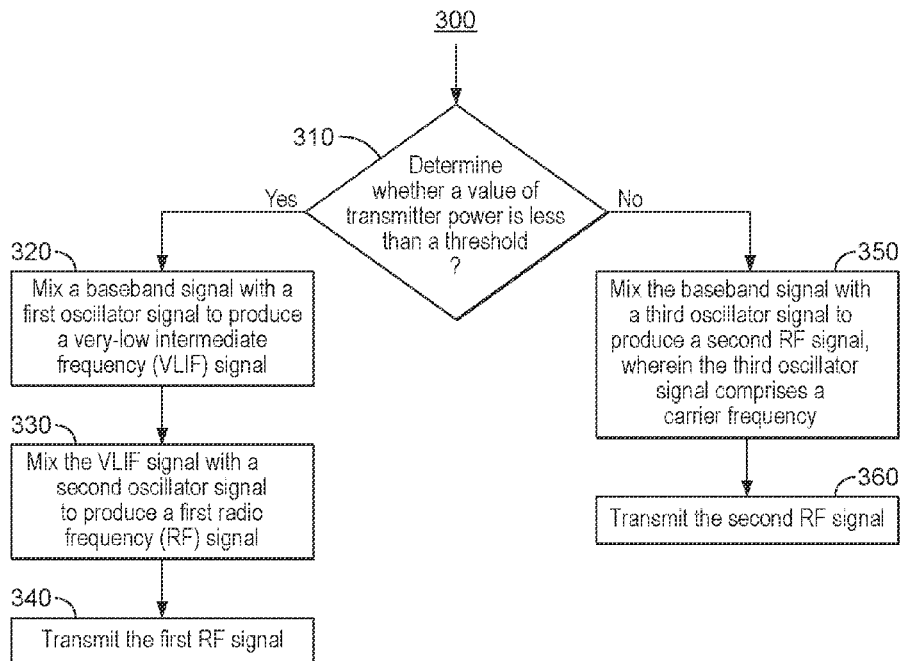 300
310
Determine
whether a value of
transmitter power is less
than a threshold
?
Yes
No
320
Mix a baseband signal with a
first oscillator signal to produce
a very-low intermediate
frequency (VLIF) signal
330
Mix the VLIF signal with a
second oscillator signal
to produce a first radio
frequency (RF) signal
340
Transmit the first RF signal
350
Mix the baseband signal with
a third oscillator signal to
produce a second RF signal,
wherein the third oscillator
signal comprises a
carrier frequency
360
Transmit the second RF signal